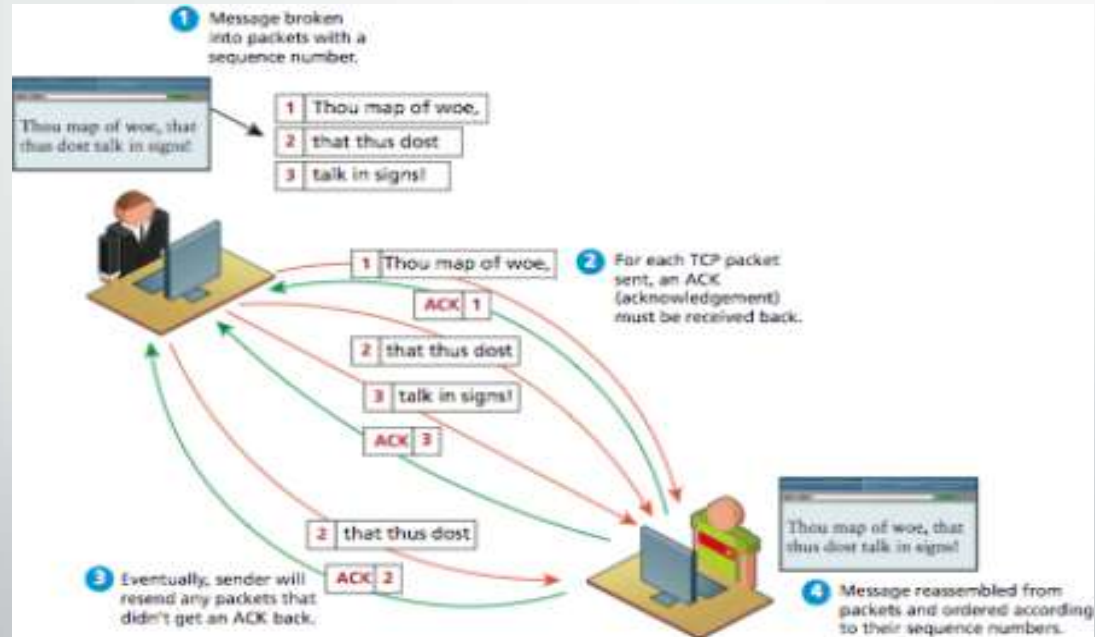 1 Message broken
into packets with a
sequence number.
Thou map of woe, that
thus dost talk in signs!
1 Thou map of woe,
2 that thus dost
3 talk in signs!
1 Thou map of woe,
ACK 1
2 For each TCP packet
sent, an ACK
(acknowledgement)
must be received back.
2 that thus dost
3 talk in signs!
ACK 3
2 that thus dost
ACK 2
3 Eventually, sender will
resend any packets that
didn't get an ACK back.
Thou map of woe, that
thus dost talk in signs!
4 Message reassembled from
packets and ordered according
to their sequence numbers.